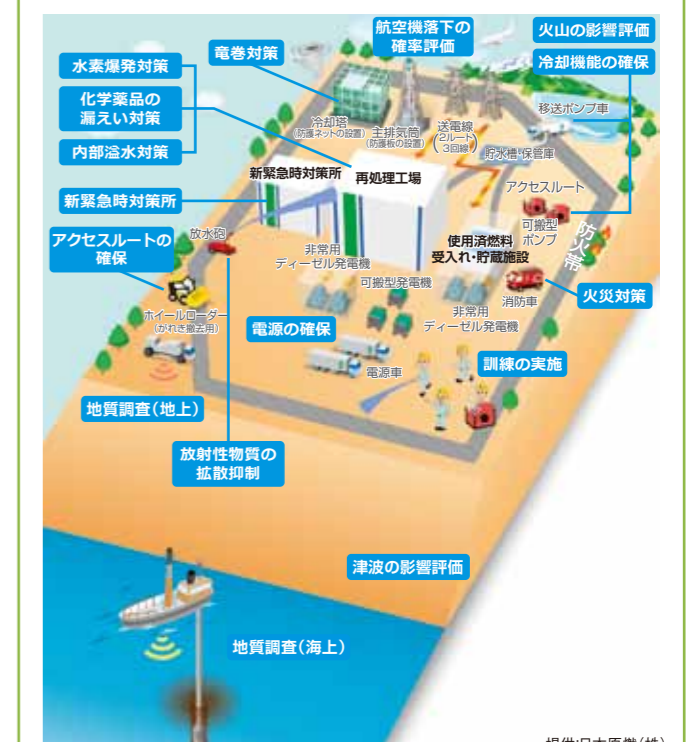 航空機落下の
確率評価
火山の影響評価
竜巻対策
冷却機能の確保
水素爆発対策
化学薬品の
漏えい対策
内部溢水対策
移送ポンプ車
冷却塔
(防護ネットの設置)
主排気筒
(防護板の設置)
送電線
(2ルート
3回線)
貯水槽・保管庫
新緊急時対策所
再処理工場
アクセスルート
新緊急時対策所
可搬型
ポンプ
防火帯
放水砲
アクセスルートの
確保
非常用
ディーゼル発電機
使用済燃料
受入れ・貯蔵施設
可搬型発電機
消防車
火災対策
ホイールローダー
(がれき撤去用)
非常用
ディーゼル発電機
電源の確保
電源車
訓練の実施
地質調査(地上)
放射性物質の
拡散抑制
津波の影響評価
地質調査(海上)